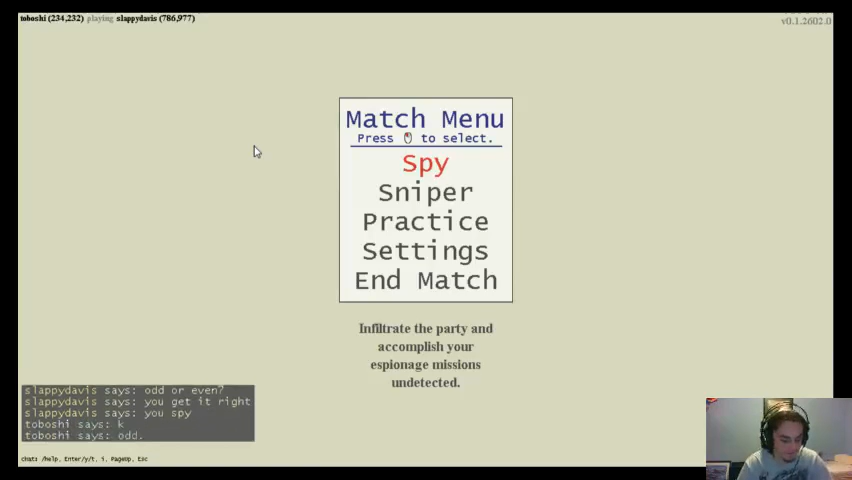 toboshi (234,232) playing slappydavis (786,977)
v0.1.2602.0
Match Menu
Press to select.
Spy
Sniper
Practice
Settings
End Match
Infiltrate the party and
accomplish your
espionage missions
undetected.
slappydavis says: odd or even?
slappydavis says: you get it right
slappydavis says: you spy
toboshi says: k
toboshi says: odd.
chat: /help, Enter/y/t, i, PageUp, Esc